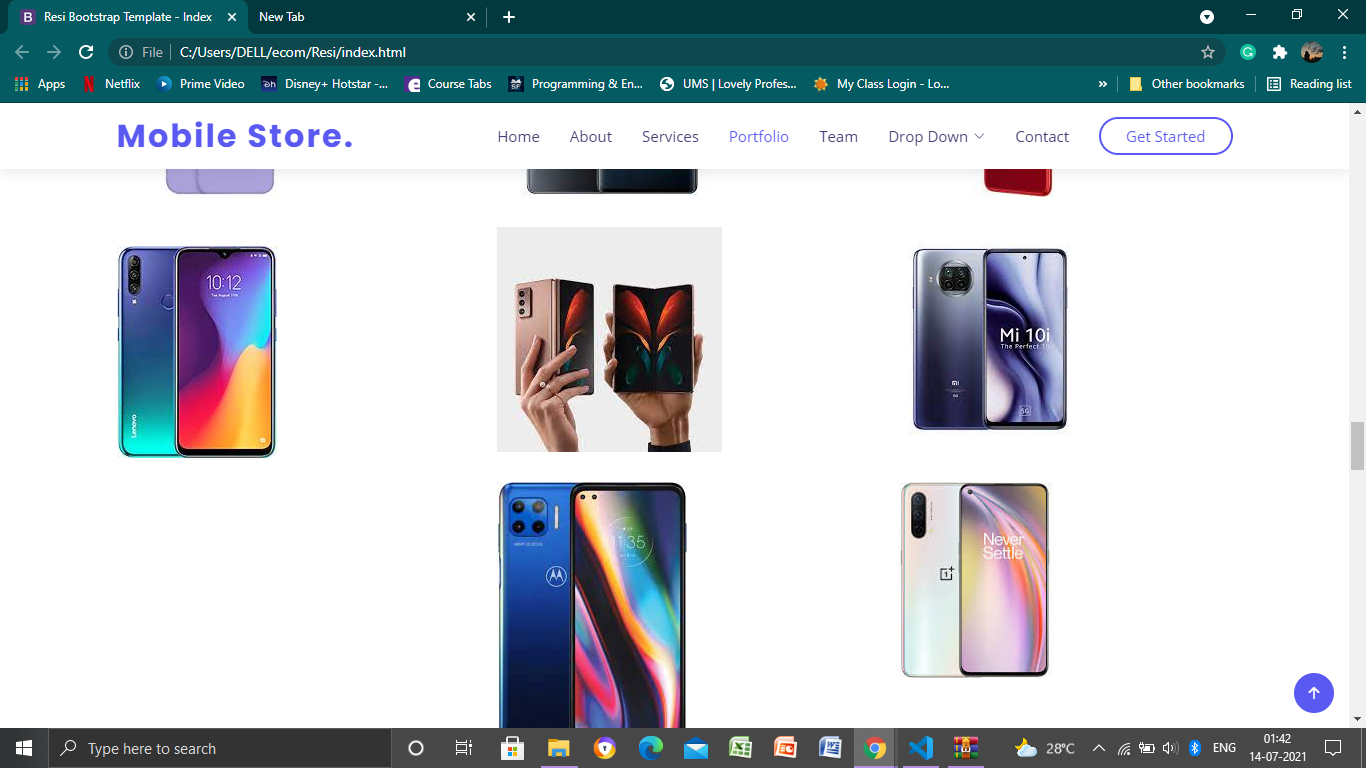 Resi Bootstrap Template - Index
New Tab
File
C:/Users/DELL/ecom/Resi/index.html
Apps
Netflix
Prime Video
Disney+ Hotstar -...
Course Tabs
Programming & En...
UMS | Lovely Profes...
My Class Login - Lo...
»
Other bookmarks
Reading list
Mobile Store.
Home
About
Services
Portfolio
Team
Drop Down
Contact
Get Started
10:12
Lenovo
Mi 10i
The Perfect 10
mi
5G
11:35
Never
Settle
Type here to search
28°C
ENG
01:42
14-07-2021